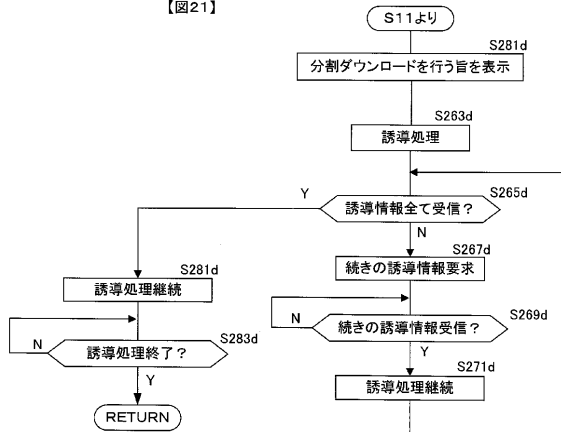 【図21】
S11より
S281d
分割ダウンロードを行う旨を表示
S263d
誘導処理
S265d
誘導情報全て受信？
Y
N
S267d
続きの誘導情報要求
S269d
続きの誘導情報受信？
N
Y
S271d
誘導処理継続
S281d
誘導処理継続
S283d
誘導処理終了？
N
Y
RETURN